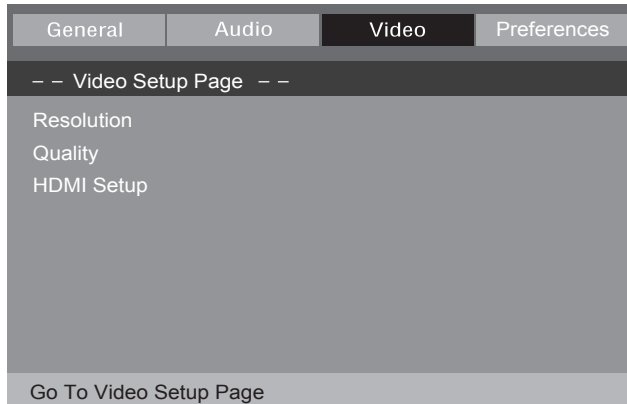 General Audio Video Preferences
– – Video Setup Page – –
Resolution
Quality
HDMI Setup
Go To Video Setup Page